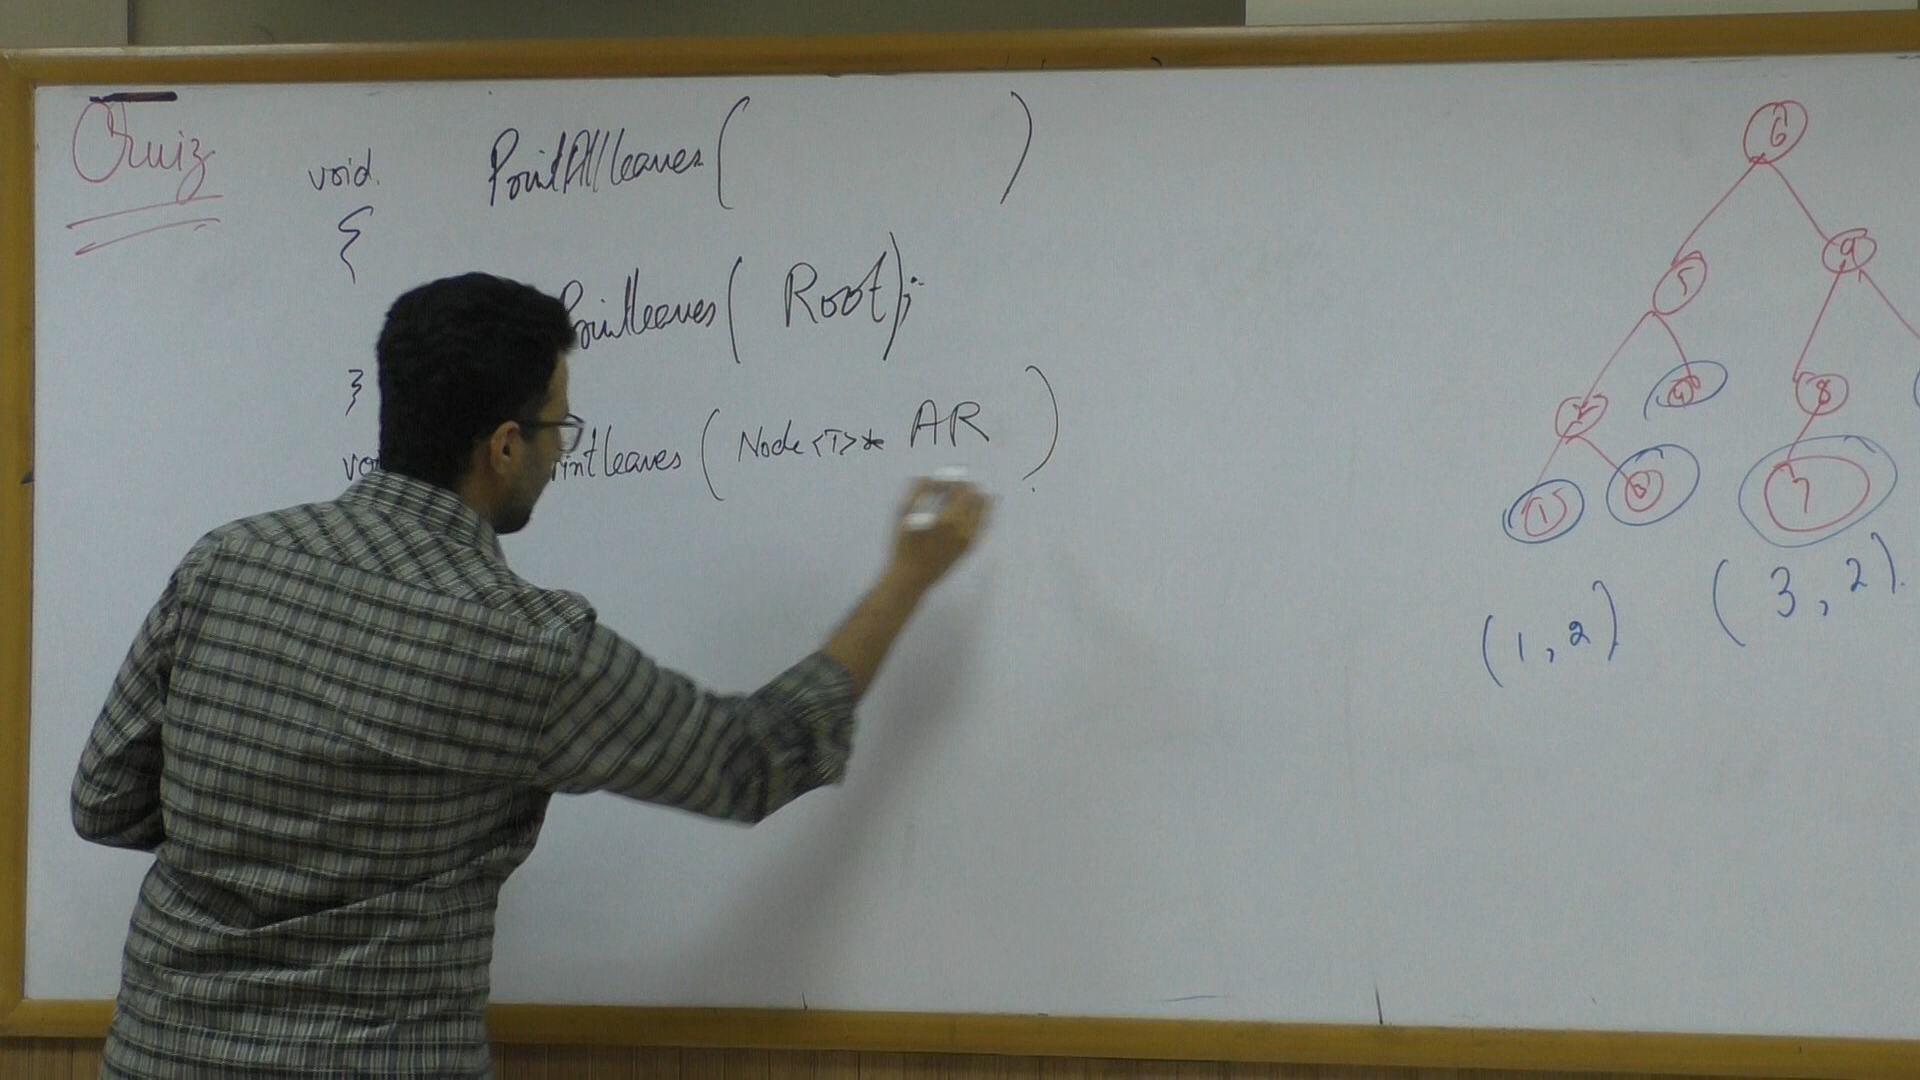 Quiz
void PrintAllleaves( )
{
Printleaves( Root);
}
Printleaves ( Node <T>* AR )
6
5 9
4 8
1 3 7
(1,2) (3,2)